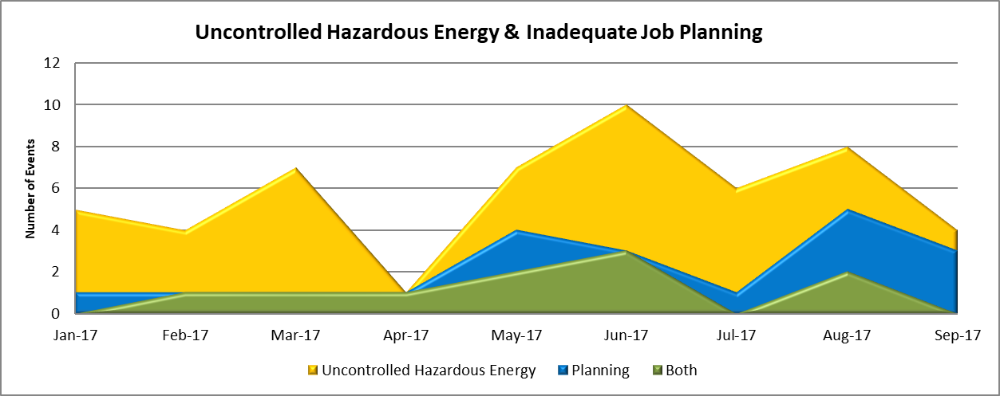 Uncontrolled Hazardous Energy & Inadequate Job Planning
Number of Events
12
10
8
6
4
2
0
Jan-17 Feb-17 Mar-17 Apr-17 May-17 Jun-17 Jul-17 Aug-17 Sep-17
Uncontrolled Hazardous Energy Planning Both